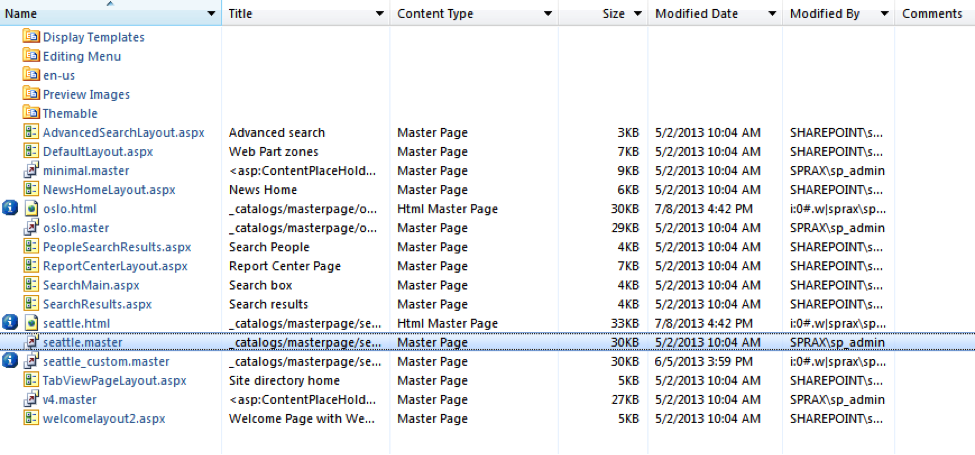 Name Title Content Type Size Modified Date Modified By Comments
Display Templates
Editing Menu
en-us
Preview Images
Themable
AdvancedSearchLayout.aspx Advanced search Master Page 3KB 5/2/2013 10:04 AM SHAREPOINT\s...
DefaultLayout.aspx Web Part zones Master Page 7KB 5/2/2013 10:04 AM SHAREPOINT\s...
minimal.master <asp:ContentPlaceHold... Master Page 9KB 5/2/2013 10:04 AM SPRAX\sp_admin
NewsHomeLayout.aspx News Home Master Page 6KB 5/2/2013 10:04 AM SHAREPOINT\s...
oslo.html _catalogs/masterpage/o... Html Master Page 30KB 7/8/2013 4:42 PM i:0#.w|sprax\sp...
oslo.master _catalogs/masterpage/o... Master Page 29KB 5/2/2013 10:04 AM SPRAX\sp_admin
PeopleSearchResults.aspx Search People Master Page 4KB 5/2/2013 10:04 AM SHAREPOINT\s...
ReportCenterLayout.aspx Report Center Page Master Page 7KB 5/2/2013 10:04 AM SHAREPOINT\s...
SearchMain.aspx Search box Master Page 4KB 5/2/2013 10:04 AM SHAREPOINT\s...
SearchResults.aspx Search results Master Page 4KB 5/2/2013 10:04 AM SHAREPOINT\s...
seattle.html _catalogs/masterpage/se... Html Master Page 33KB 7/8/2013 4:42 PM i:0#.w|sprax\sp...
seattle.master _catalogs/masterpage/se... Master Page 30KB 5/2/2013 10:04 AM SPRAX\sp_admin
seattle_custom.master _catalogs/masterpage/se... Master Page 30KB 6/5/2013 3:59 PM i:0#.w|sprax\sp...
TabViewPageLayout.aspx Site directory home Master Page 5KB 5/2/2013 10:04 AM SHAREPOINT\s...
v4.master <asp:ContentPlaceHold... Master Page 27KB 5/2/2013 10:04 AM SPRAX\sp_admin
welcomelayout2.aspx Welcome Page with We... Master Page 5KB 5/2/2013 10:04 AM SHAREPOINT\s...